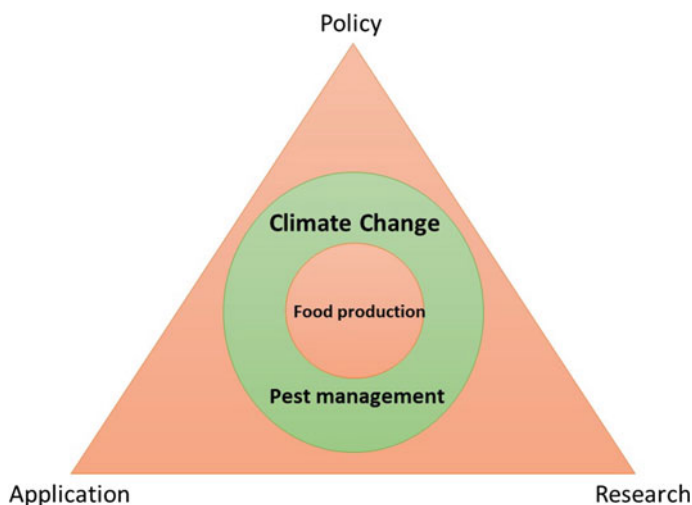 Policy
Climate Change
Food production
Pest management
Application
Research